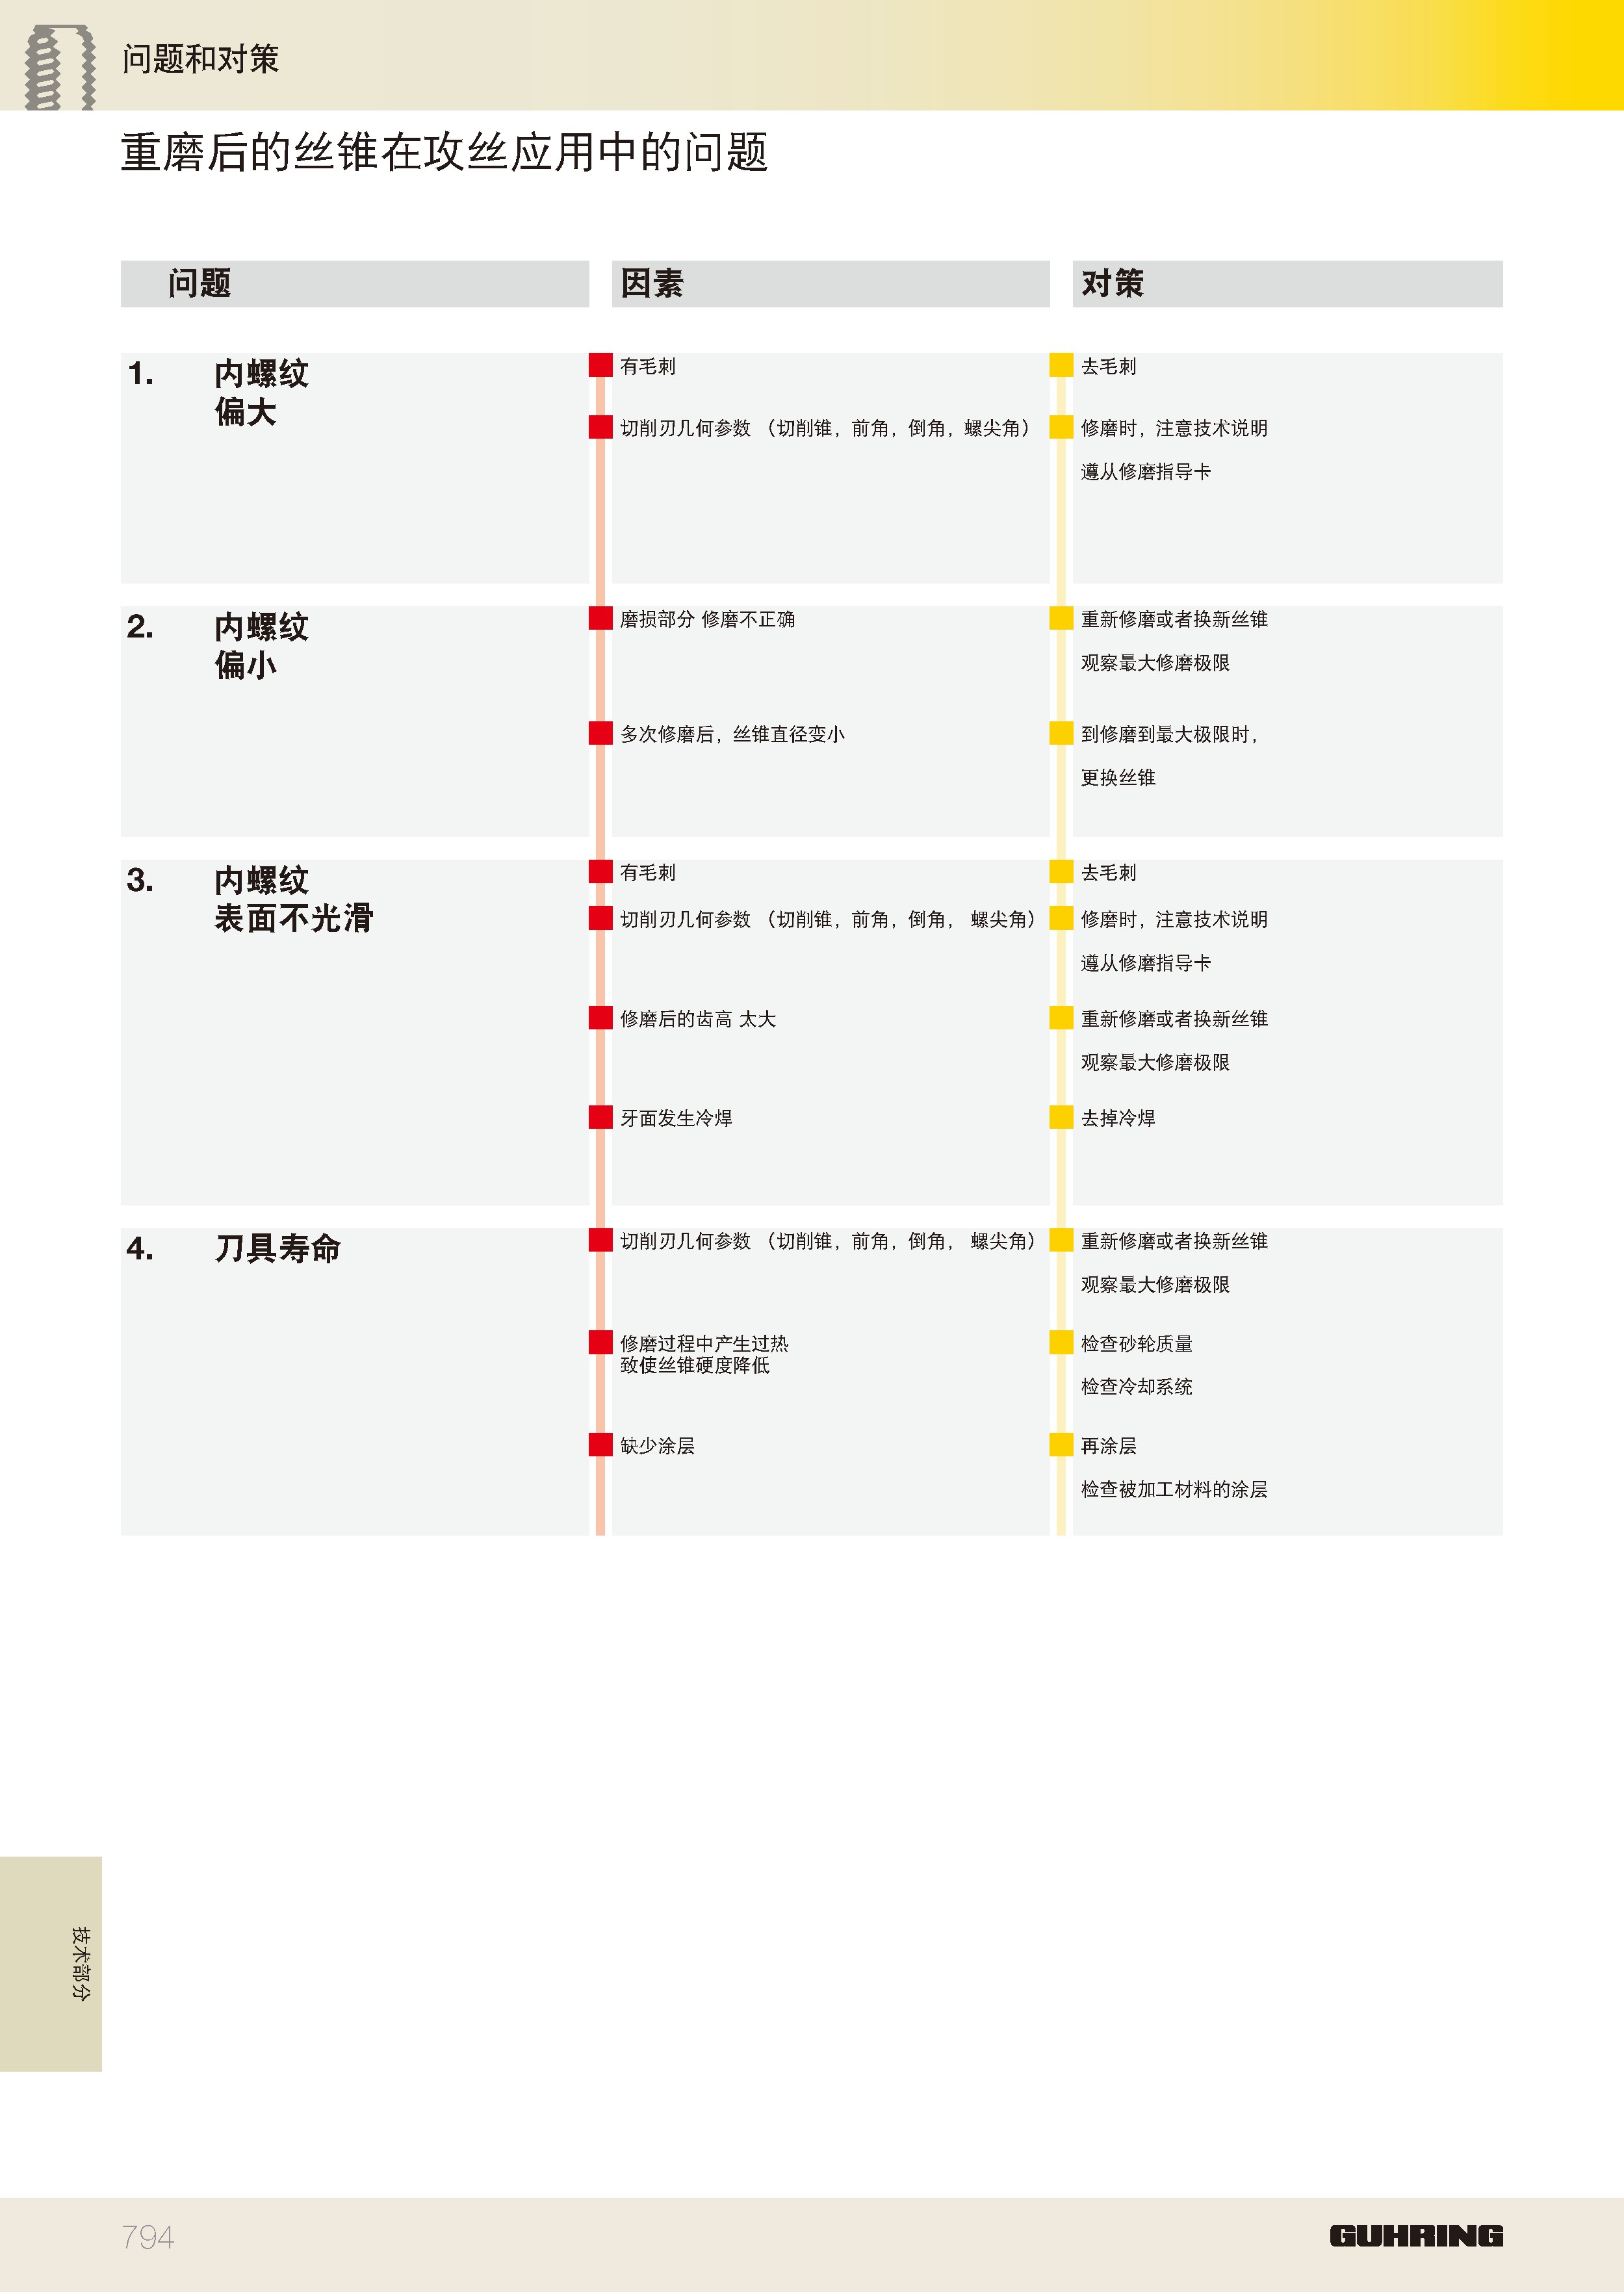 问题和对策
重磨后的丝锥在攻丝应用中的问题
问题 因素 对策
1. 内螺纹
偏大
有毛刺 去毛刺
切削刃几何参数 （切削锥，前角，倒角，螺尖角） 修磨时，注意技术说明
遵从修磨指导卡
2. 内螺纹
偏小
磨损部分 修磨不正确 重新修磨或者换新丝锥
观察最大修磨极限
多次修磨后，丝锥直径变小 到修磨到最大极限时，
更换丝锥
3. 内螺纹
表面不光滑
有毛刺 去毛刺
切削刃几何参数 （切削锥，前角，倒角， 螺尖角） 修磨时，注意技术说明
遵从修磨指导卡
修磨后的齿高 太大 重新修磨或者换新丝锥
观察最大修磨极限
牙面发生冷焊 去掉冷焊
4. 刀具寿命
切削刃几何参数 （切削锥，前角，倒角， 螺尖角） 重新修磨或者换新丝锥
观察最大修磨极限
修磨过程中产生过热 检查砂轮质量
致使丝锥硬度降低
检查冷却系统
缺少涂层 再涂层
检查被加工材料的涂层
技术部分
794
GUHRING